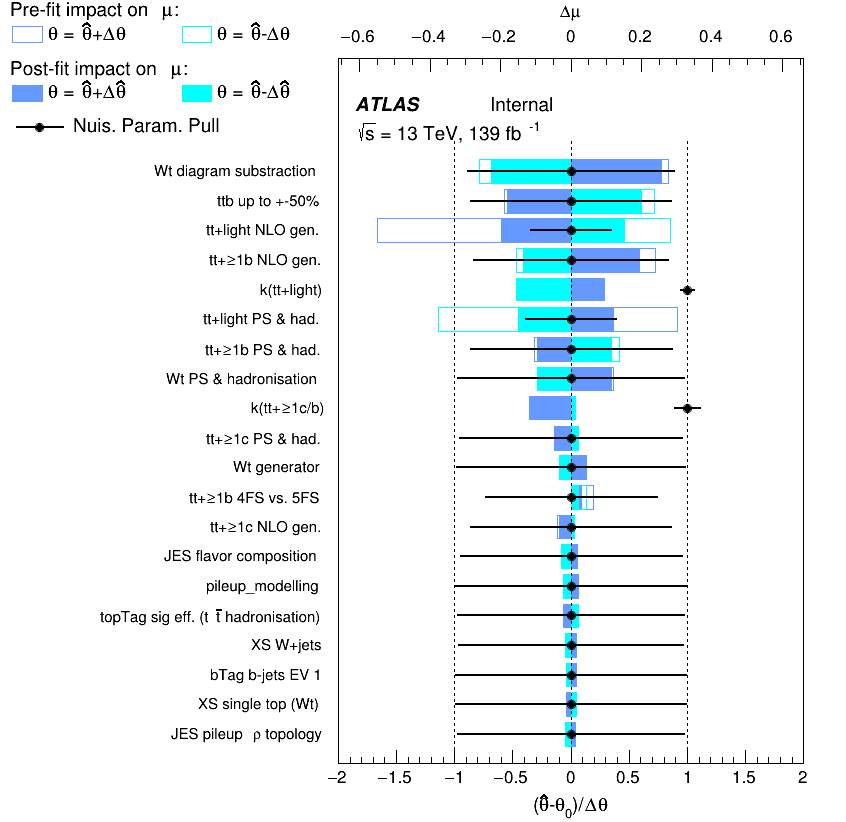 Pre-fit impact on μ:
θ = θ̂+Δθ θ = θ̂-Δθ
Post-fit impact on μ:
θ = θ̂+Δθ̂ θ = θ̂-Δθ̂
Nuis. Param. Pull
Δμ
−0.6 −0.4 −0.2 0 0.2 0.4 0.6
ATLAS Internal
√s = 13 TeV, 139 fb⁻¹
Wt diagram substraction
ttb up to +-50%
tt+light NLO gen.
tt+≥1b NLO gen.
k(tt+light)
tt+light PS & had.
tt+≥1b PS & had.
Wt PS & hadronisation
k(tt+≥1c/b)
tt+≥1c PS & had.
Wt generator
tt+≥1b 4FS vs. 5FS
tt+≥1c NLO gen.
JES flavor composition
pileup_modelling
topTag sig eff. (t t̄ hadronisation)
XS W+jets
bTag b-jets EV 1
XS single top (Wt)
JES pileup ρ topology
−2 −1.5 −1 −0.5 0 0.5 1 1.5 2
(θ̂-θ₀)/Δθ